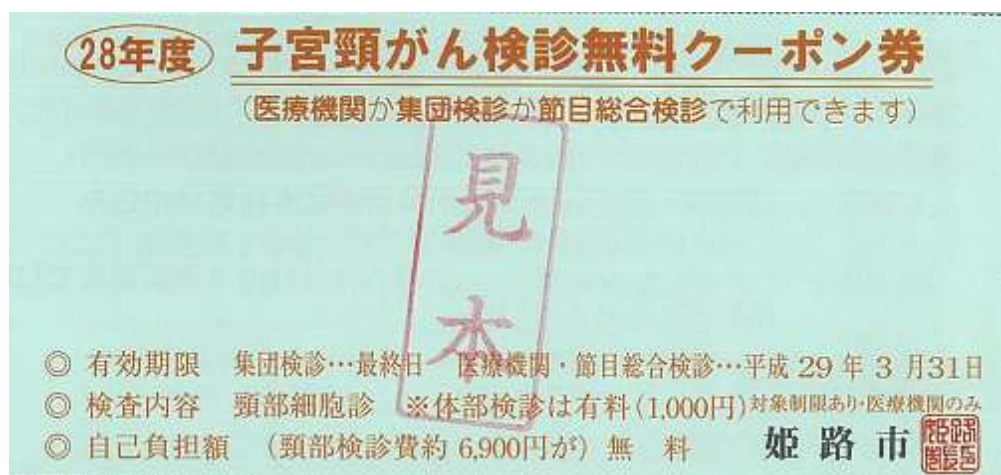 28年度 子宮頸がん検診無料クーポン券
(医療機関か集団検診か節目総合検診で利用できます)
見本
◎ 有効期限 集団検診…最終日 医療機関・節目総合検診…平成 29 年 3 月31日
◎ 検査内容 頸部細胞診 ※体部検診は有料(1,000円)対象制限あり・医療機関のみ
◎ 自己負担額 (頸部検診費約 6,900円が) 無 料 姫 路 市